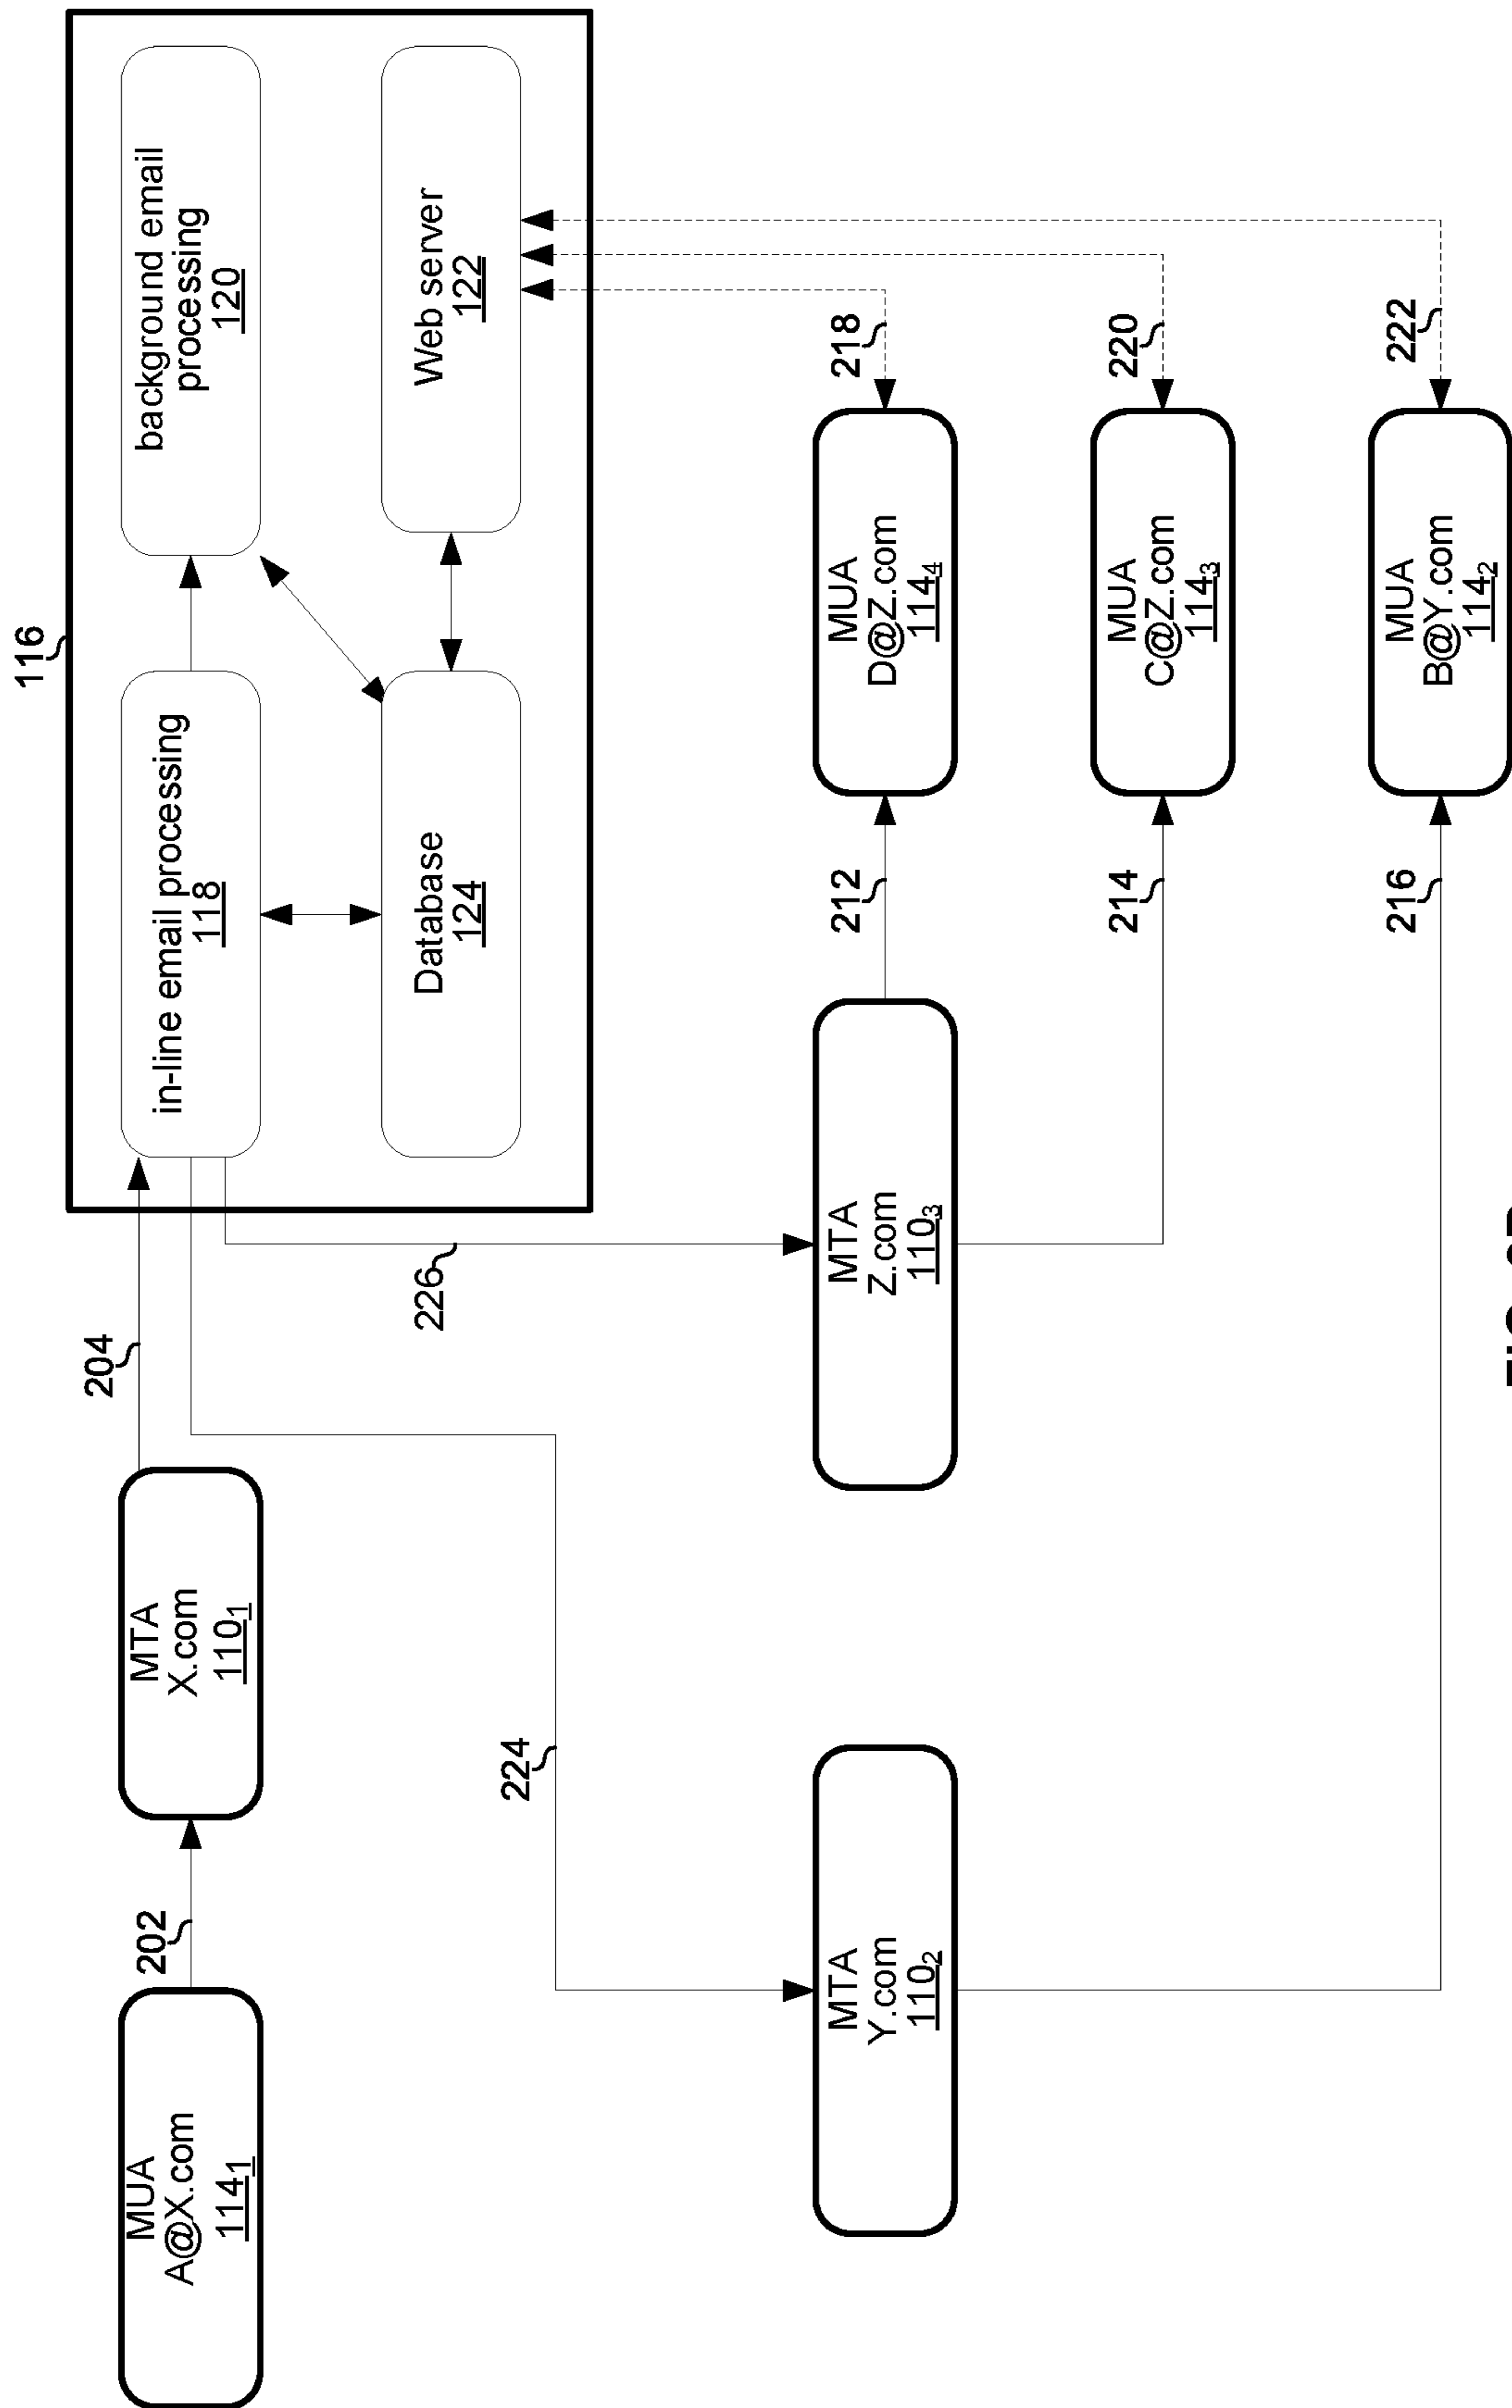 116
204
202
MUA
A@X.com
114₁
MTA
X.com
110₁
in-line email processing
118
background email
processing
120
226
224
Database
124
Web server
122
212
218
MTA
Y.com
110₂
MTA
Z.com
110₃
MUA
D@Z.com
114₄
214
220
MUA
C@Z.com
114₃
216
222
MUA
B@Y.com
114₂